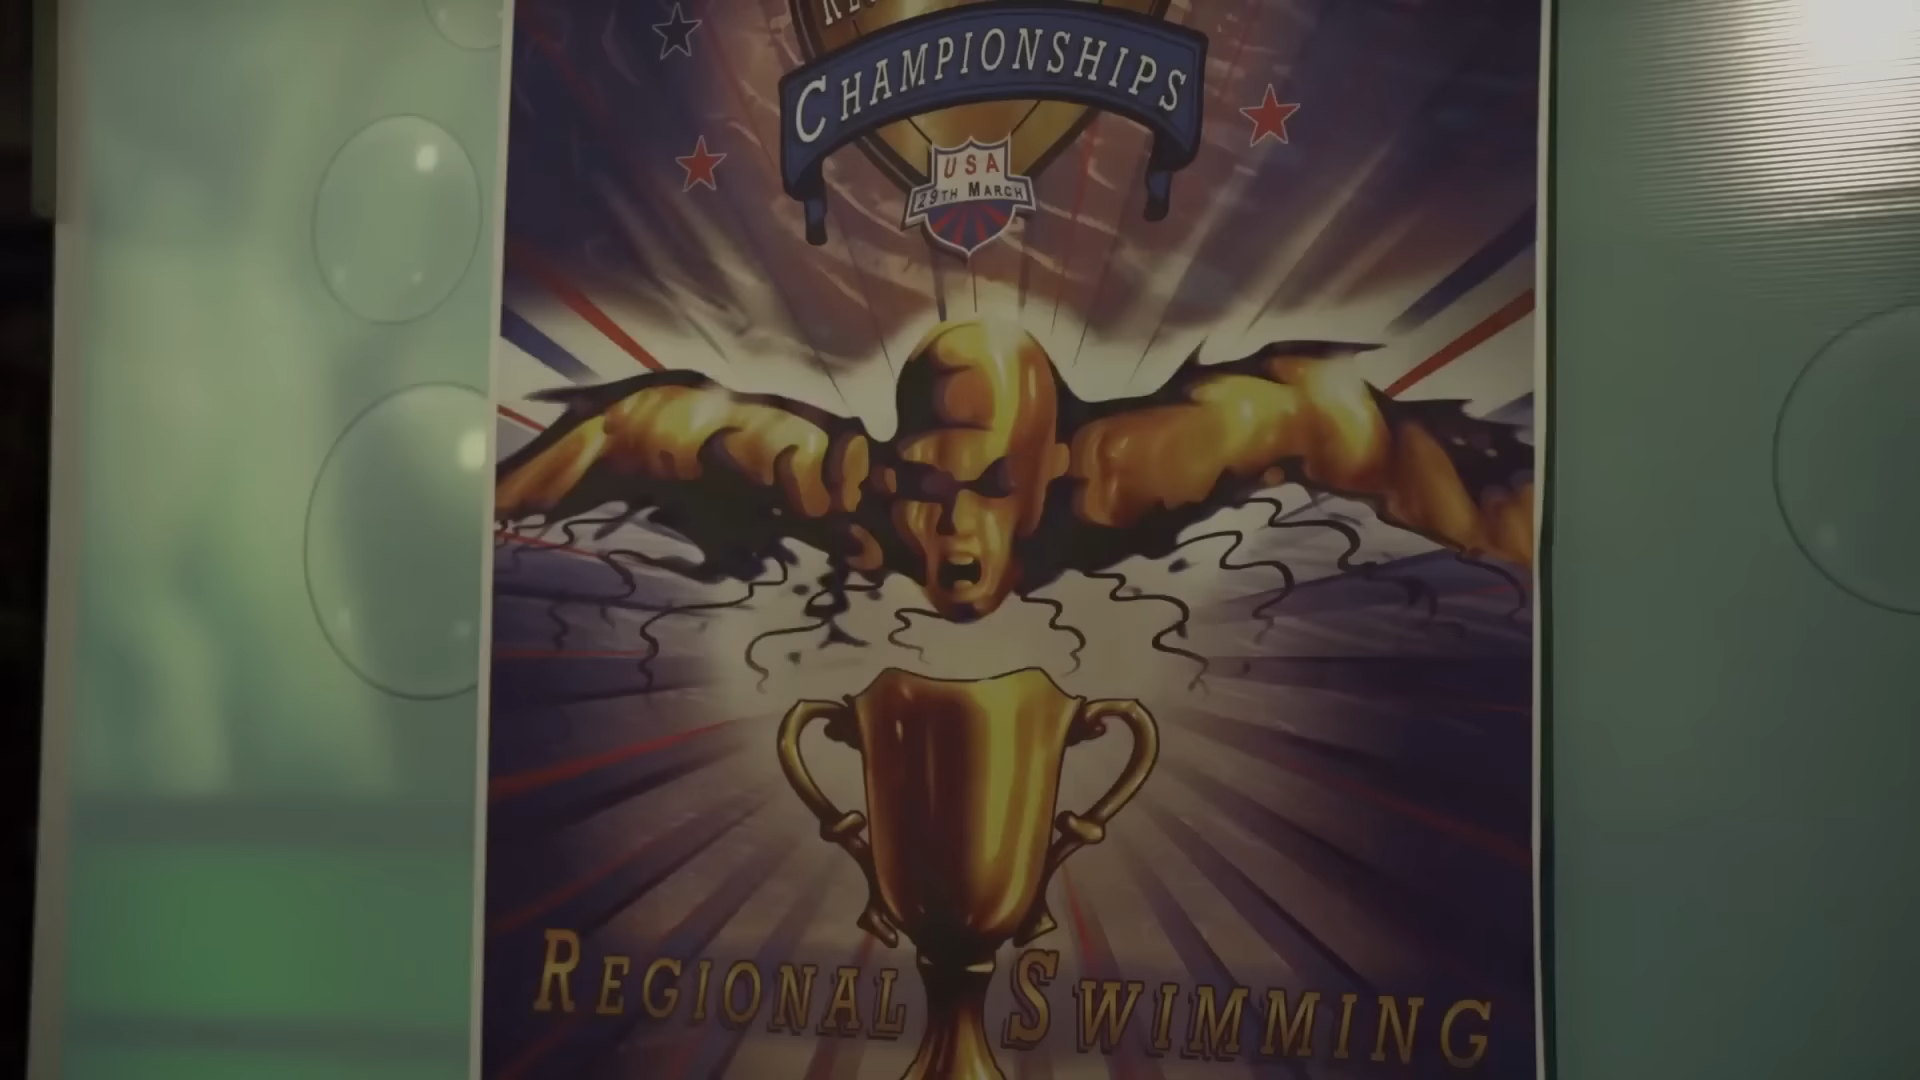 CHAMPIONSHIPS
USA
29TH MARCH
REGIONAL SWIMMING